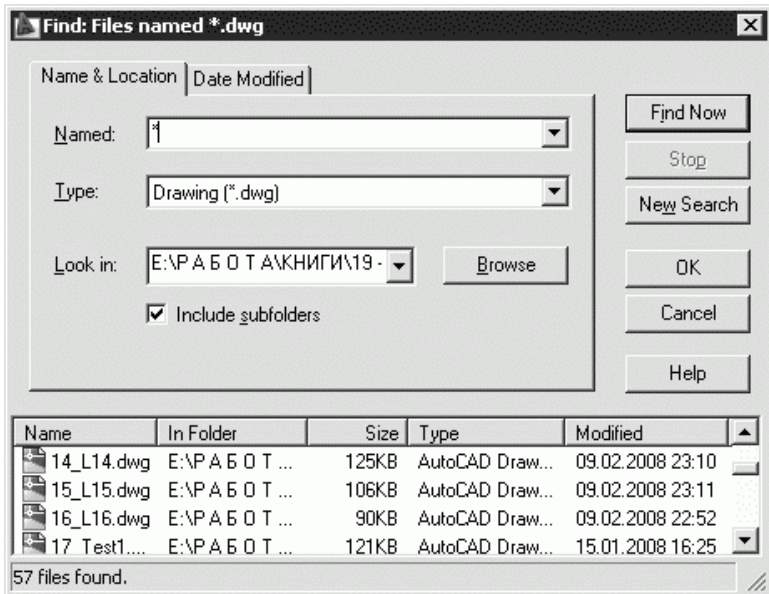 Find: Files named *.dwg
Name & Location Date Modified
Named: *
Type: Drawing (*.dwg)
Look in: E:\Р А Б О Т А\КНИГИ\19 - Browse
Include subfolders
Find Now
Stop
New Search
OK
Cancel
Help
Name In Folder Size Type Modified
14_L14.dwg E:\Р А Б О Т ... 125KB AutoCAD Draw... 09.02.2008 23:10
15_L15.dwg E:\Р А Б О Т ... 106KB AutoCAD Draw... 09.02.2008 23:11
16_L16.dwg E:\Р А Б О Т ... 90KB AutoCAD Draw... 09.02.2008 22:52
17_Test1.... E:\Р А Б О Т ... 121KB AutoCAD Draw... 15.01.2008 16:25
57 files found.